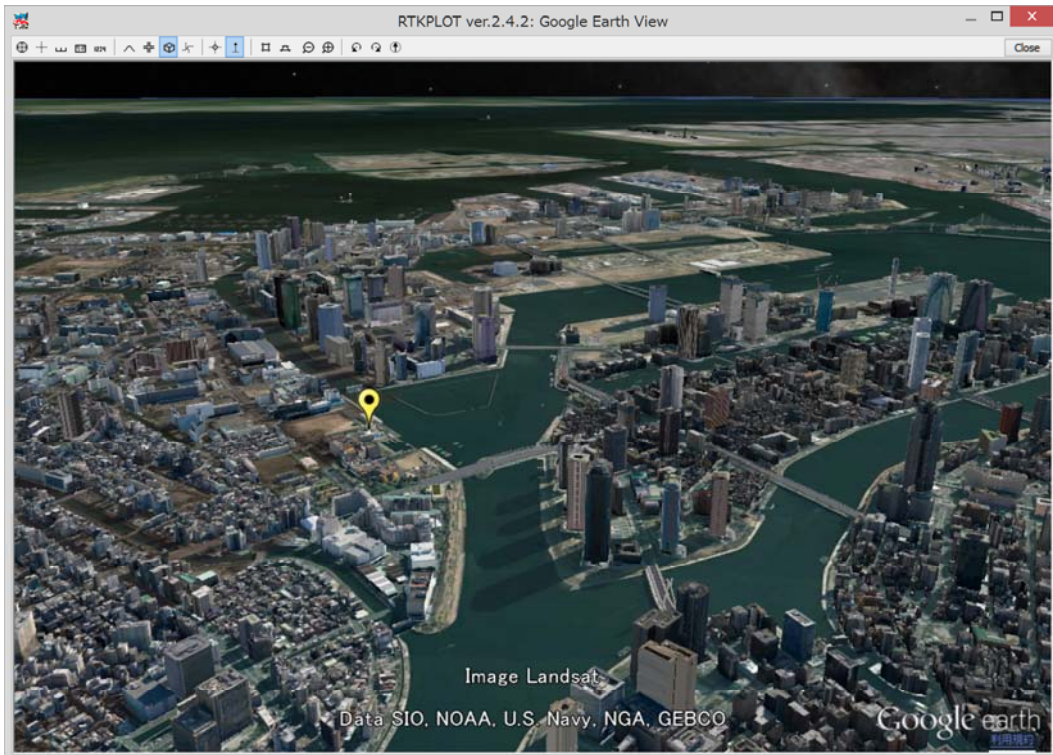 RTKPLOT ver.2.4.2: Google Earth View
Close
Image Landsat
Data SIO, NOAA, U.S. Navy, NGA, GEBCO
Google earth
利用規約